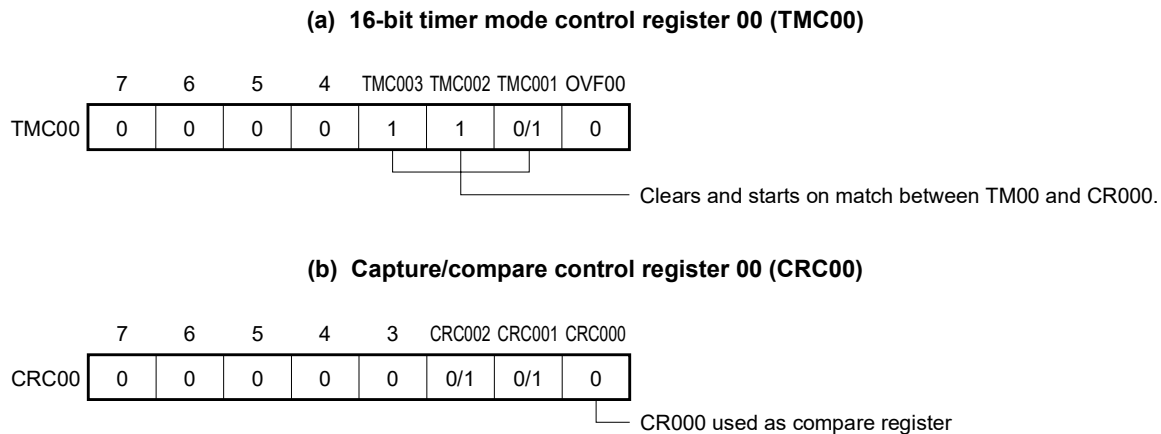 (a) 16-bit timer mode control register 00 (TMC00)
7 6 5 4 TMC003 TMC002 TMC001 OVF00
TMC00 0 0 0 0 1 1 0/1 0
Clears and starts on match between TM00 and CR000.
(b) Capture/compare control register 00 (CRC00)
7 6 5 4 3 CRC002 CRC001 CRC000
CRC00 0 0 0 0 0 0/1 0/1 0
CR000 used as compare register